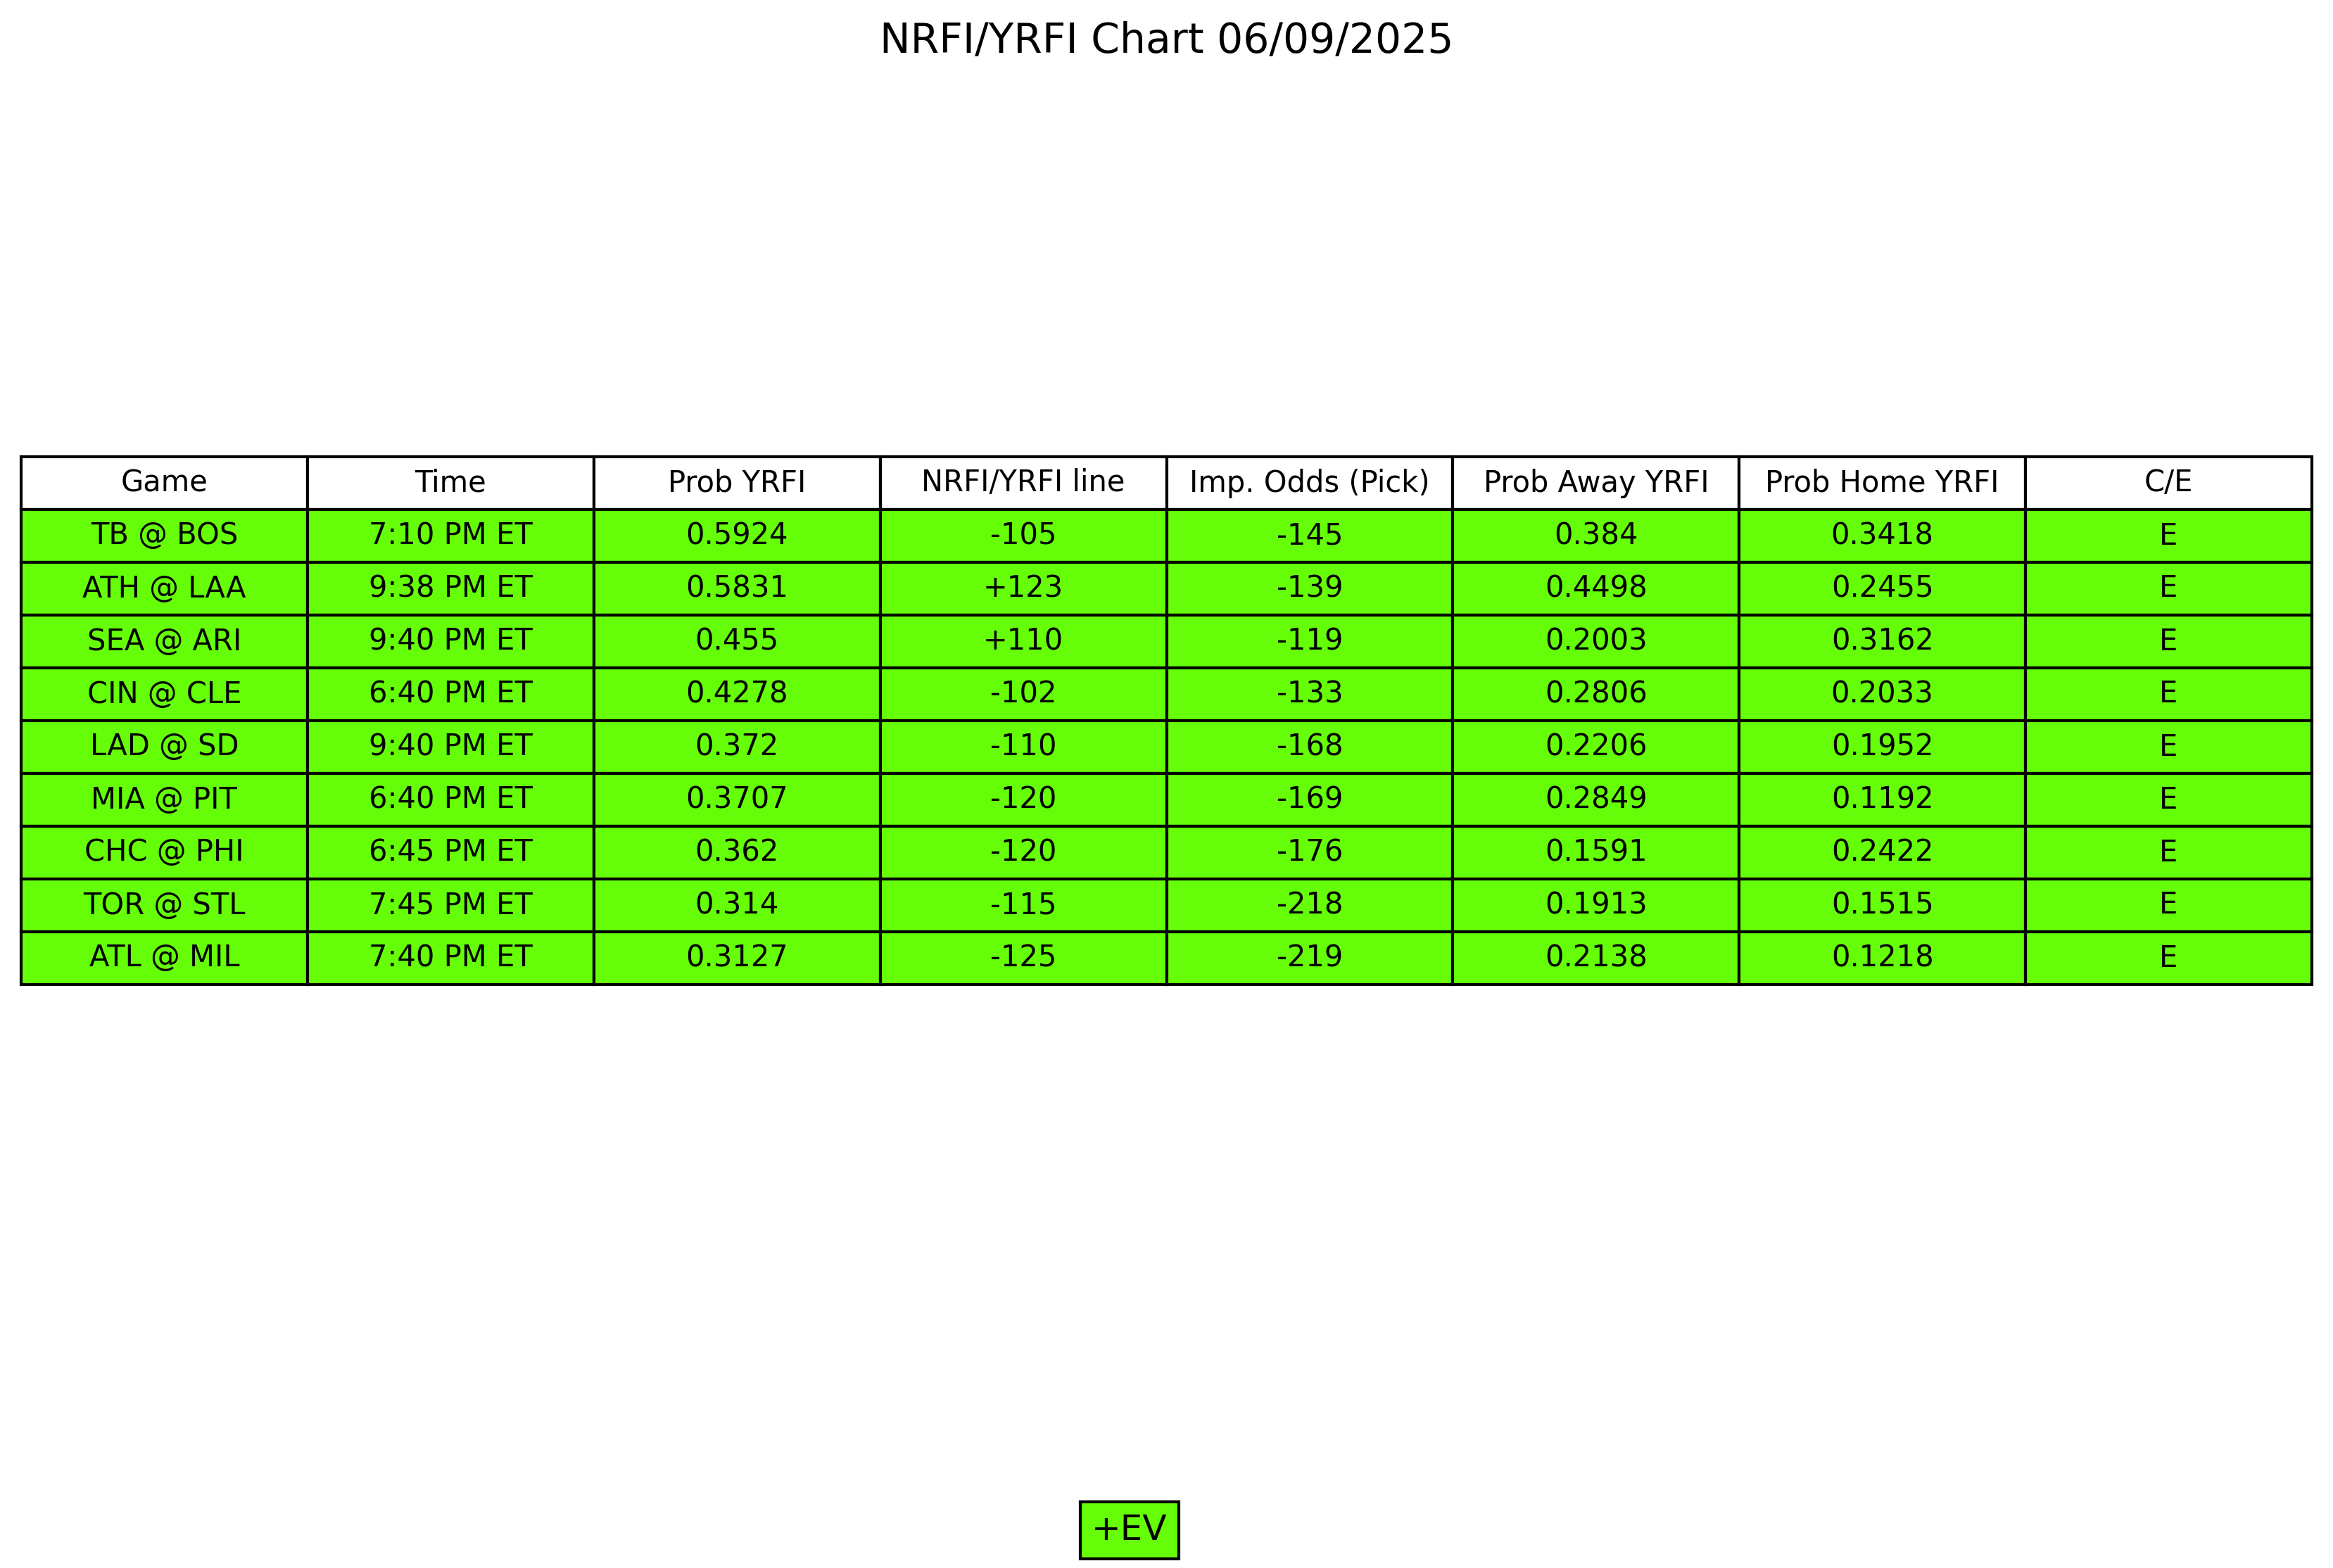 NRFI/YRFI Chart 06/09/2025
Game Time Prob YRFI NRFI/YRFI line Imp. Odds (Pick) Prob Away YRFI Prob Home YRFI C/E
TB @ BOS 7:10 PM ET 0.5924 -105 -145 0.384 0.3418 E
ATH @ LAA 9:38 PM ET 0.5831 +123 -139 0.4498 0.2455 E
SEA @ ARI 9:40 PM ET 0.455 +110 -119 0.2003 0.3162 E
CIN @ CLE 6:40 PM ET 0.4278 -102 -133 0.2806 0.2033 E
LAD @ SD 9:40 PM ET 0.372 -110 -168 0.2206 0.1952 E
MIA @ PIT 6:40 PM ET 0.3707 -120 -169 0.2849 0.1192 E
CHC @ PHI 6:45 PM ET 0.362 -120 -176 0.1591 0.2422 E
TOR @ STL 7:45 PM ET 0.314 -115 -218 0.1913 0.1515 E
ATL @ MIL 7:40 PM ET 0.3127 -125 -219 0.2138 0.1218 E
+EV